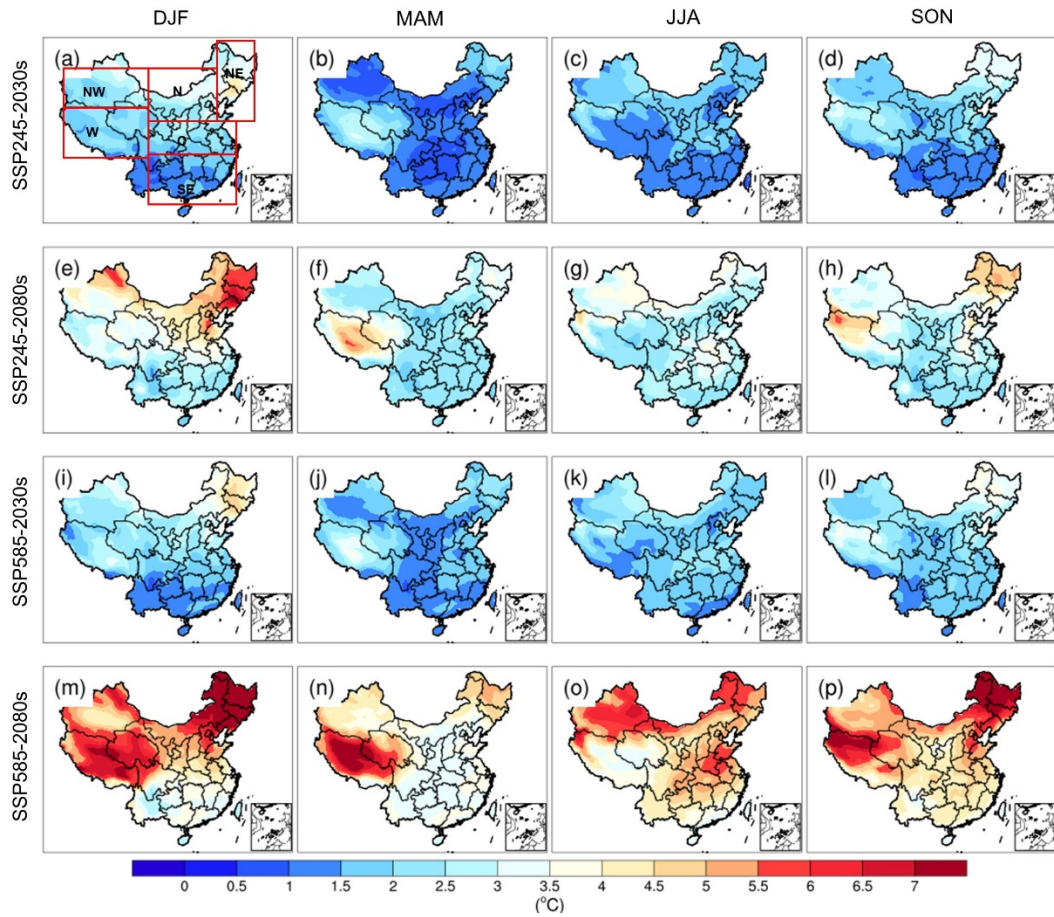 DJF MAM JJA SON
SSP245-2030s
(a) (b) (c) (d)
NE
NW N
W
C
SE
SSP245-2080s
(e) (f) (g) (h)
SSP585-2030s
(i) (j) (k) (l)
SSP585-2080s
(m) (n) (o) (p)
0 0.5 1 1.5 2 2.5 3 3.5 4 4.5 5 5.5 6 6.5 7
(°C)